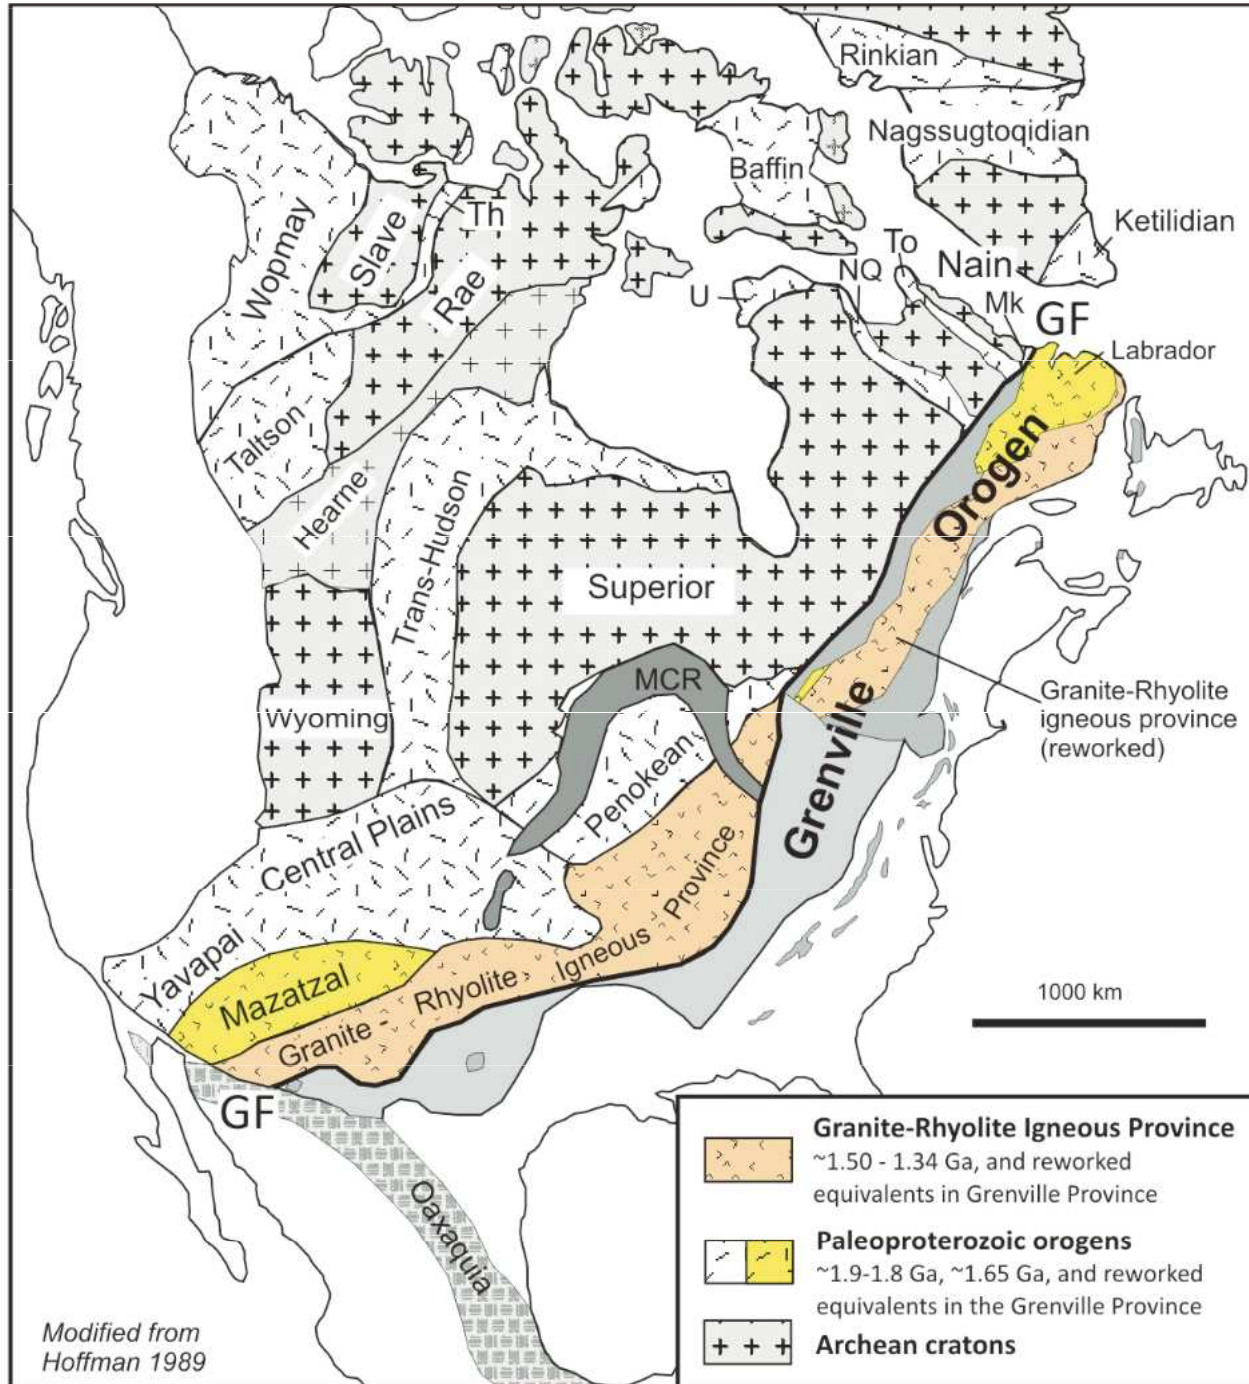 Rinkian
Nagssugtoqidian
Baffin
Ketilidian
Wopmay
Slave
Th
Rae
To
NQ
U
Nain
Mk
GF
Labrador
Taltson
Hearne
Trans-Hudson
Superior
Orogen
Grenville
MCR
Wyoming
Penokean
Granite-Rhyolite
igneous province
(reworked)
Central Plains
Yavapai
Mazatzal
Granite - Rhyolite Igneous Province
1000 km
GF
Oaxaquia
Granite-Rhyolite Igneous Province
~1.50 - 1.34 Ga, and reworked
equivalents in Grenville Province
Paleoproterozoic orogens
~1.9-1.8 Ga, ~1.65 Ga, and reworked
equivalents in the Grenville Province
Archean cratons
Modified from
Hoffman 1989